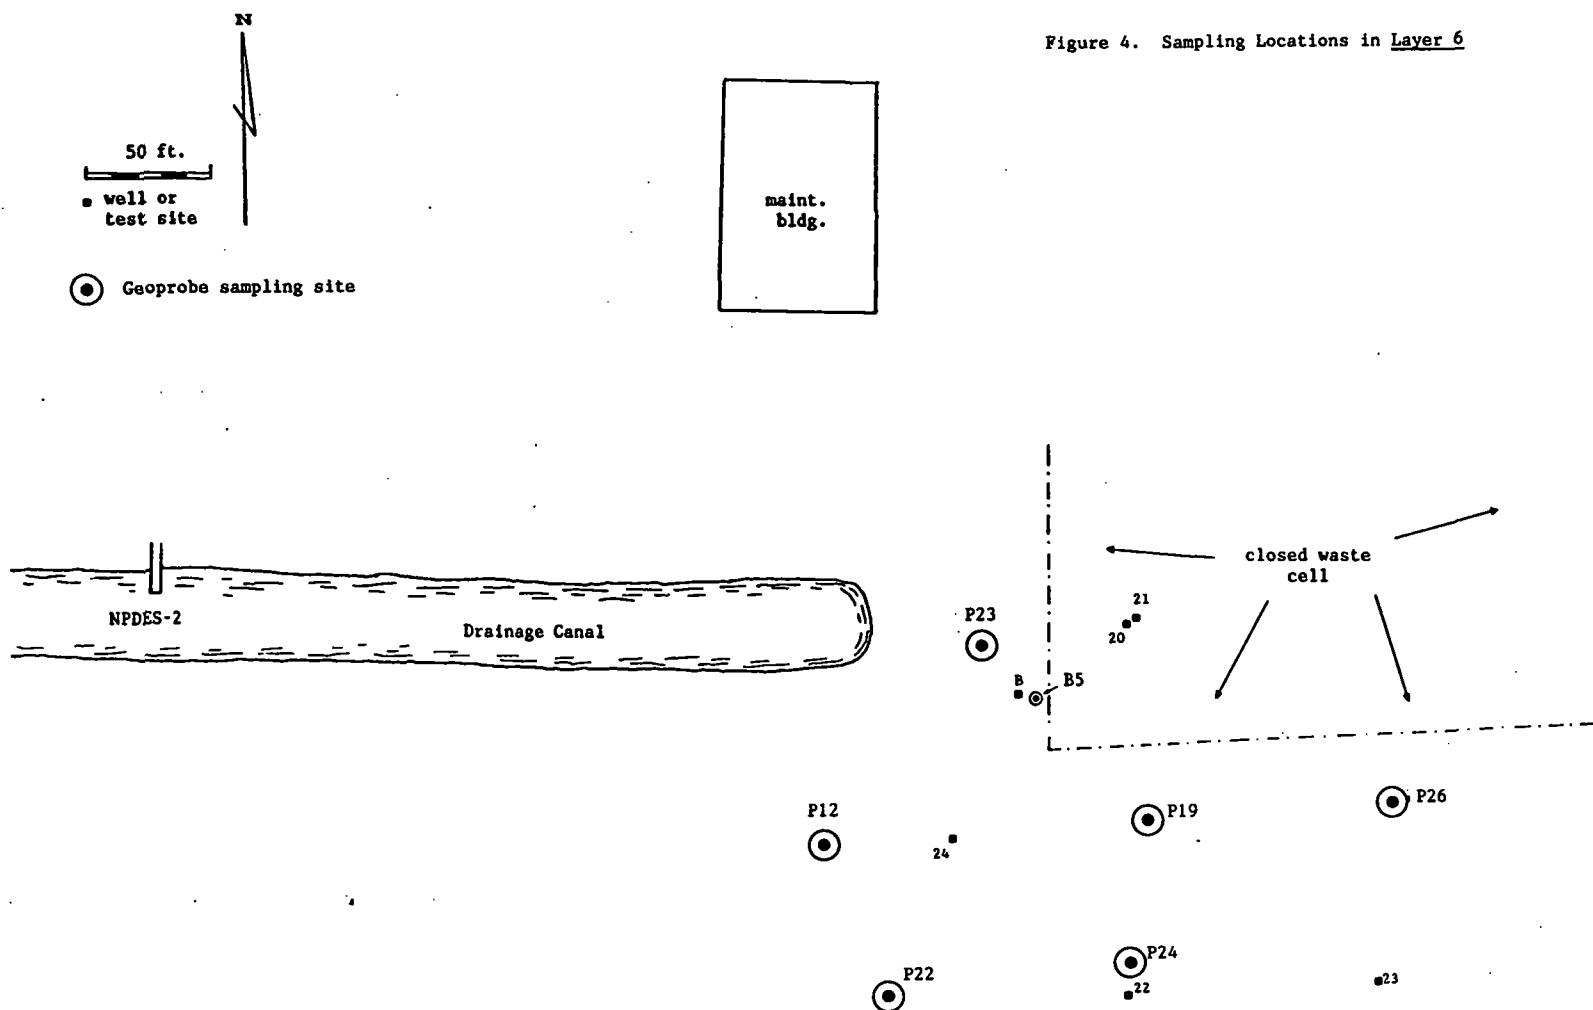 N
Figure 4. Sampling Locations in Layer 6
50 ft.
well or
test site
Geoprobe sampling site
maint.
bldg.
closed waste
cell
21
20
P23
NPDES-2
Drainage Canal
B
B5
P12
24
P19
P26
P22
P24
22
23